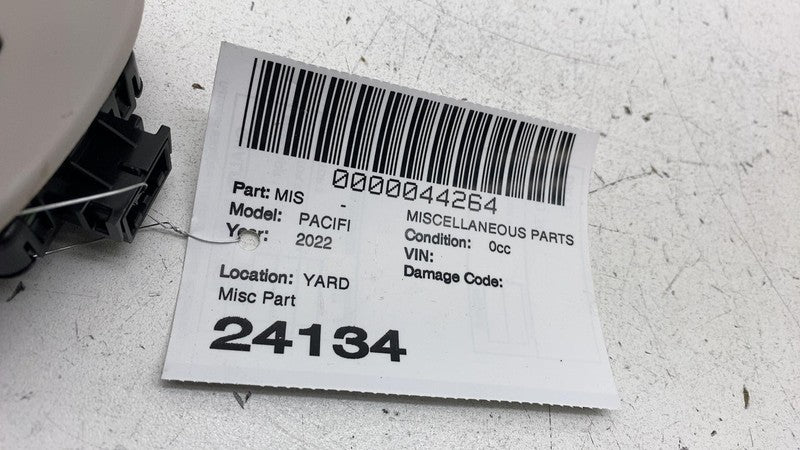 0000044264
Part: MIS -
MISCELLANEOUS PARTS
Model: PACIFI
Condition: 0cc
Year: 2022
VIN:
Location: YARD
Damage Code:
Misc Part
24134